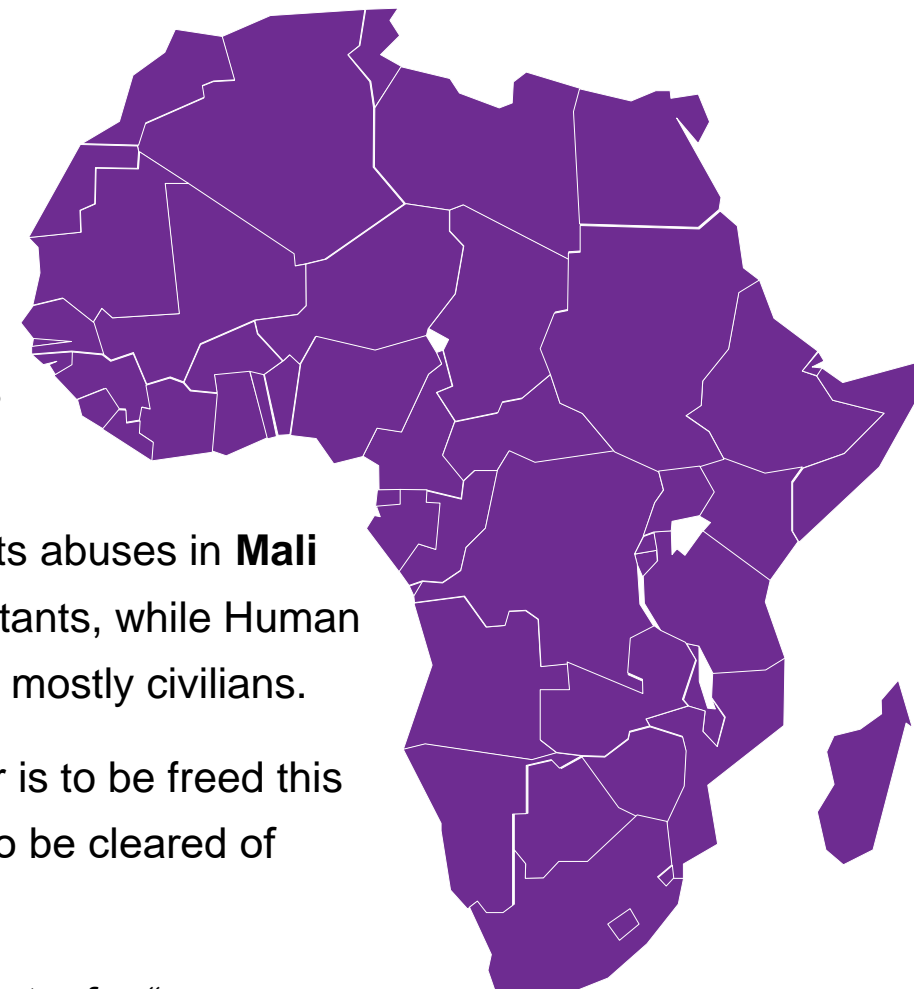 ts abuses in Mali
tants, while Human
mostly civilians.
r is to be freed this
o be cleared of